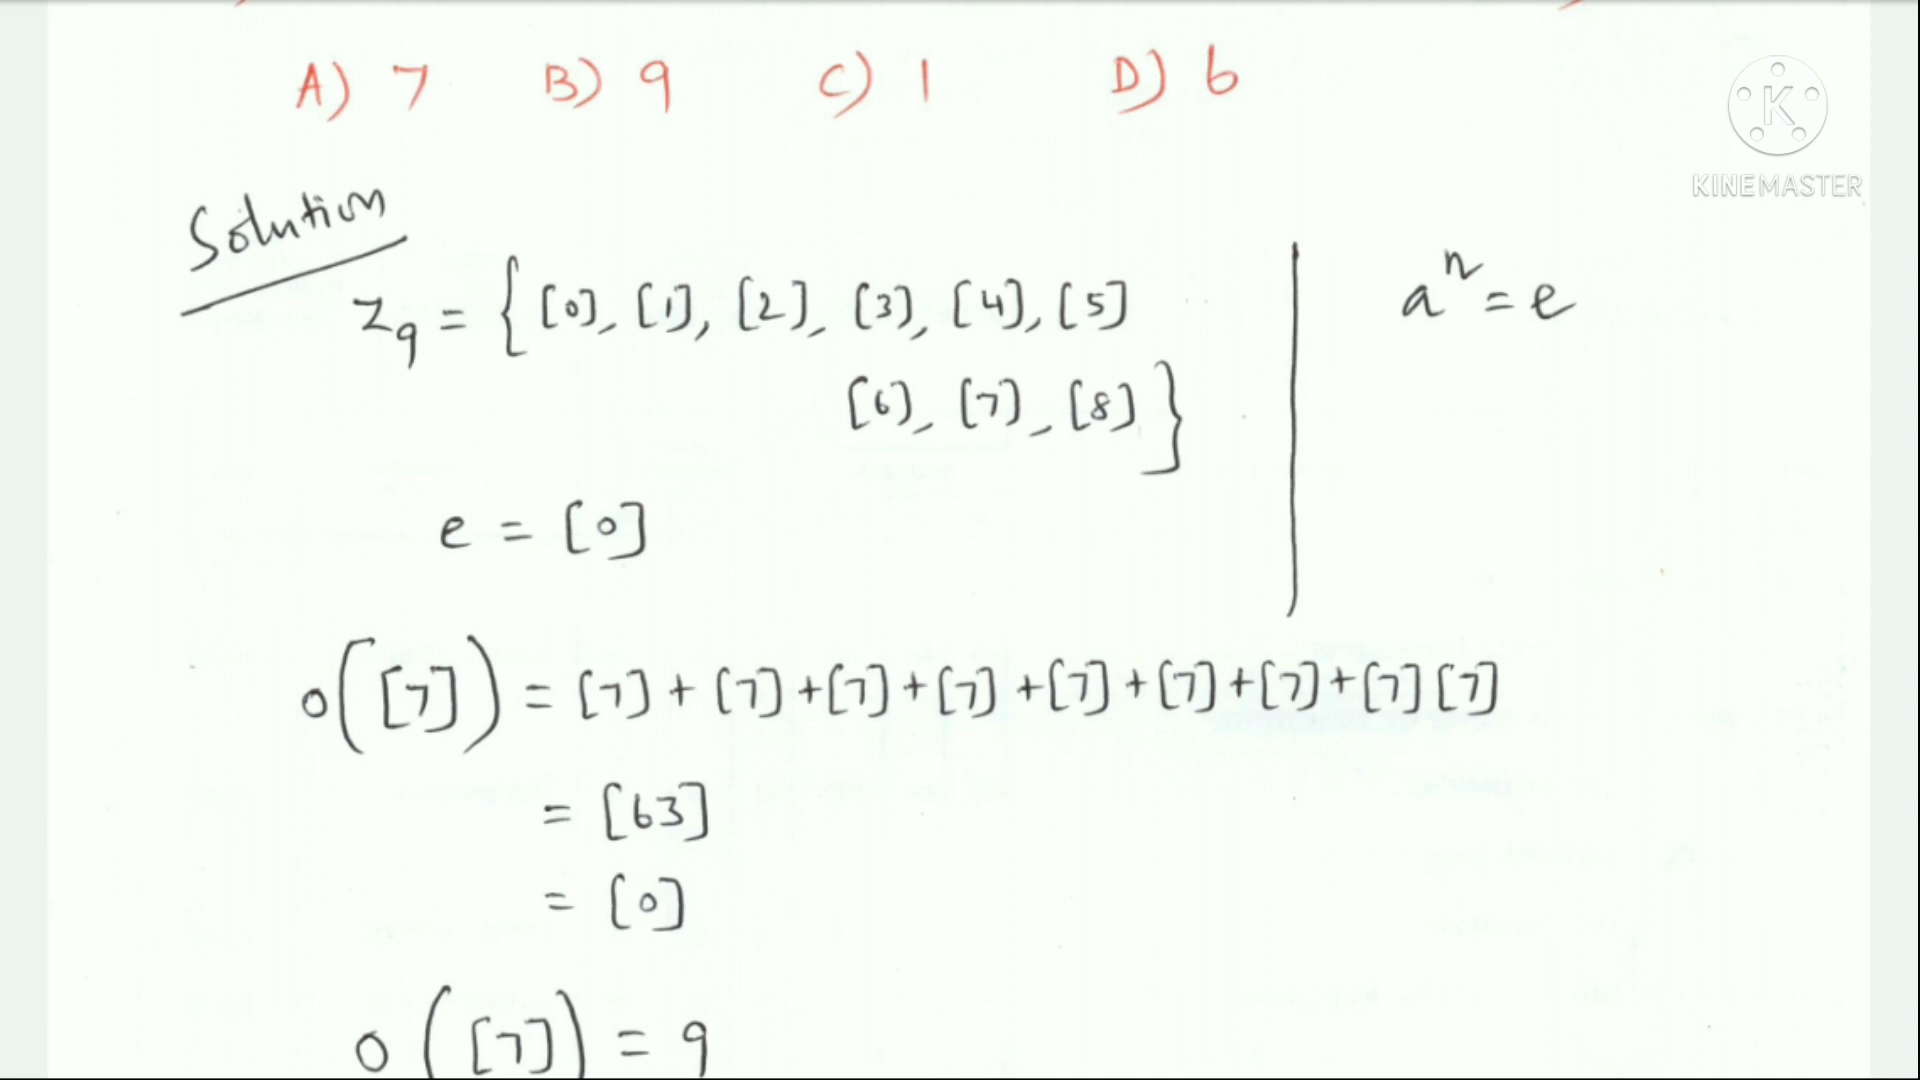 A) 7 B) 9 C) 1 D) 6
K
KINEMASTER
Solution
Z₉ = { [0], [1], [2], [3], [4], [5]
[6], [7], [8] }
aⁿ = e
e = [0]
o([7]) = [7] + [7] + [7] + [7] + [7] + [7] + [7] + [7] [7]
= [63]
= [0]
o([7]) = 9